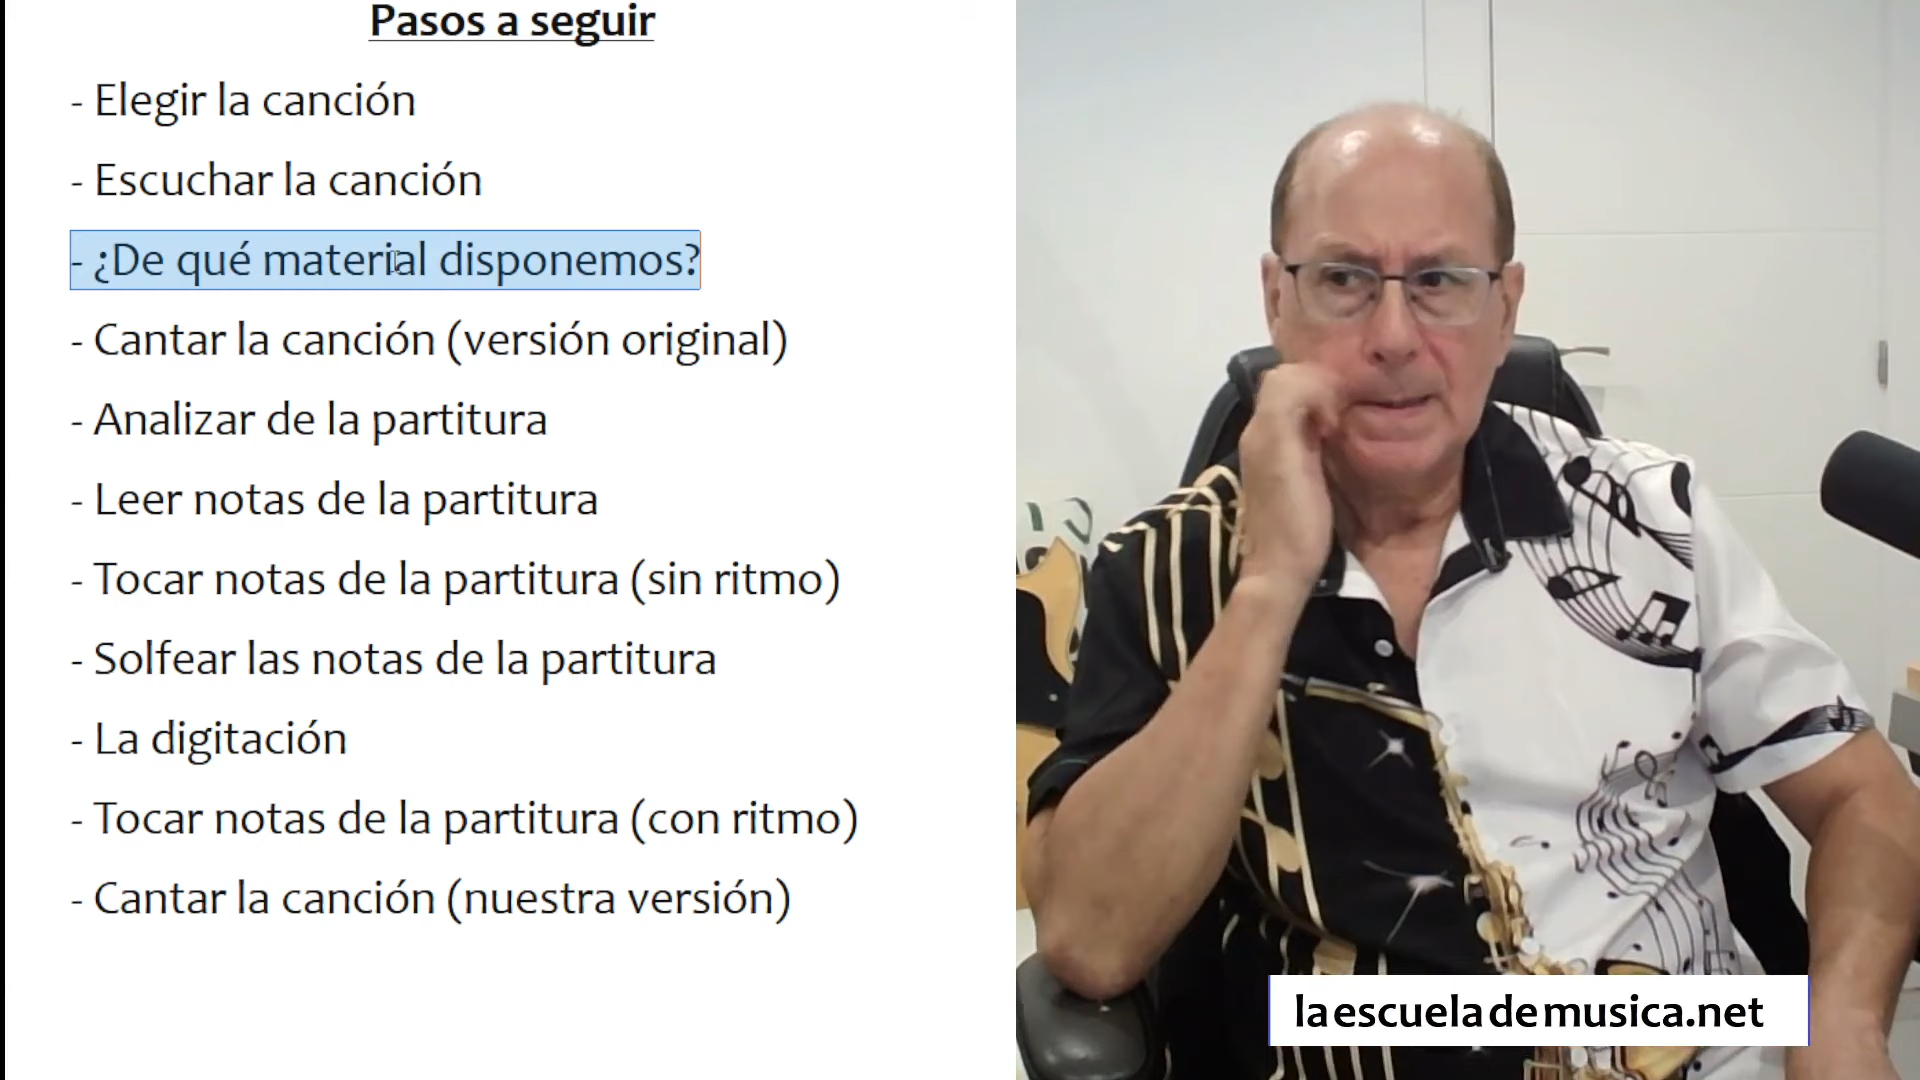 Pasos a seguir
- Elegir la canción
- Escuchar la canción
- ¿De qué material disponemos?
- Cantar la canción (versión original)
- Analizar de la partitura
- Leer notas de la partitura
- Tocar notas de la partitura (sin ritmo)
- Solfear las notas de la partitura
- La digitación
- Tocar notas de la partitura (con ritmo)
- Cantar la canción (nuestra versión)
laescuelademusica.net